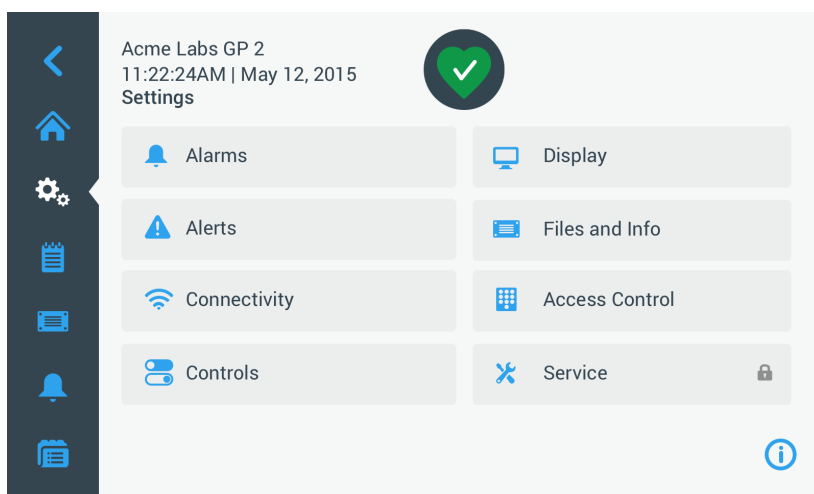 Acme Labs GP 2
11:22:24AM | May 12, 2015
Settings
Alarms
Display
Alerts
Files and Info
Connectivity
Access Control
Controls
Service